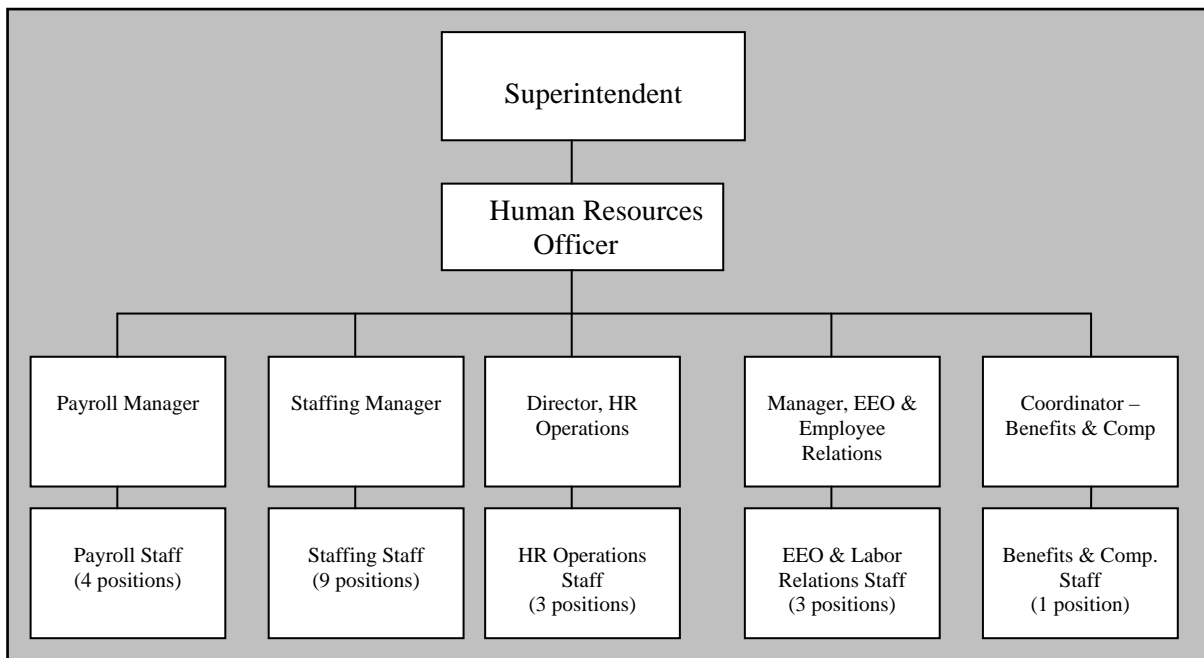 Superintendent
Human Resources
Officer
Payroll Manager
Staffing Manager
Director, HR
Operations
Manager, EEO &
Employee
Relations
Coordinator –
Benefits & Comp
Payroll Staff
(4 positions)
Staffing Staff
(9 positions)
HR Operations
Staff
(3 positions)
EEO & Labor
Relations Staff
(3 positions)
Benefits & Comp.
Staff
(1 position)